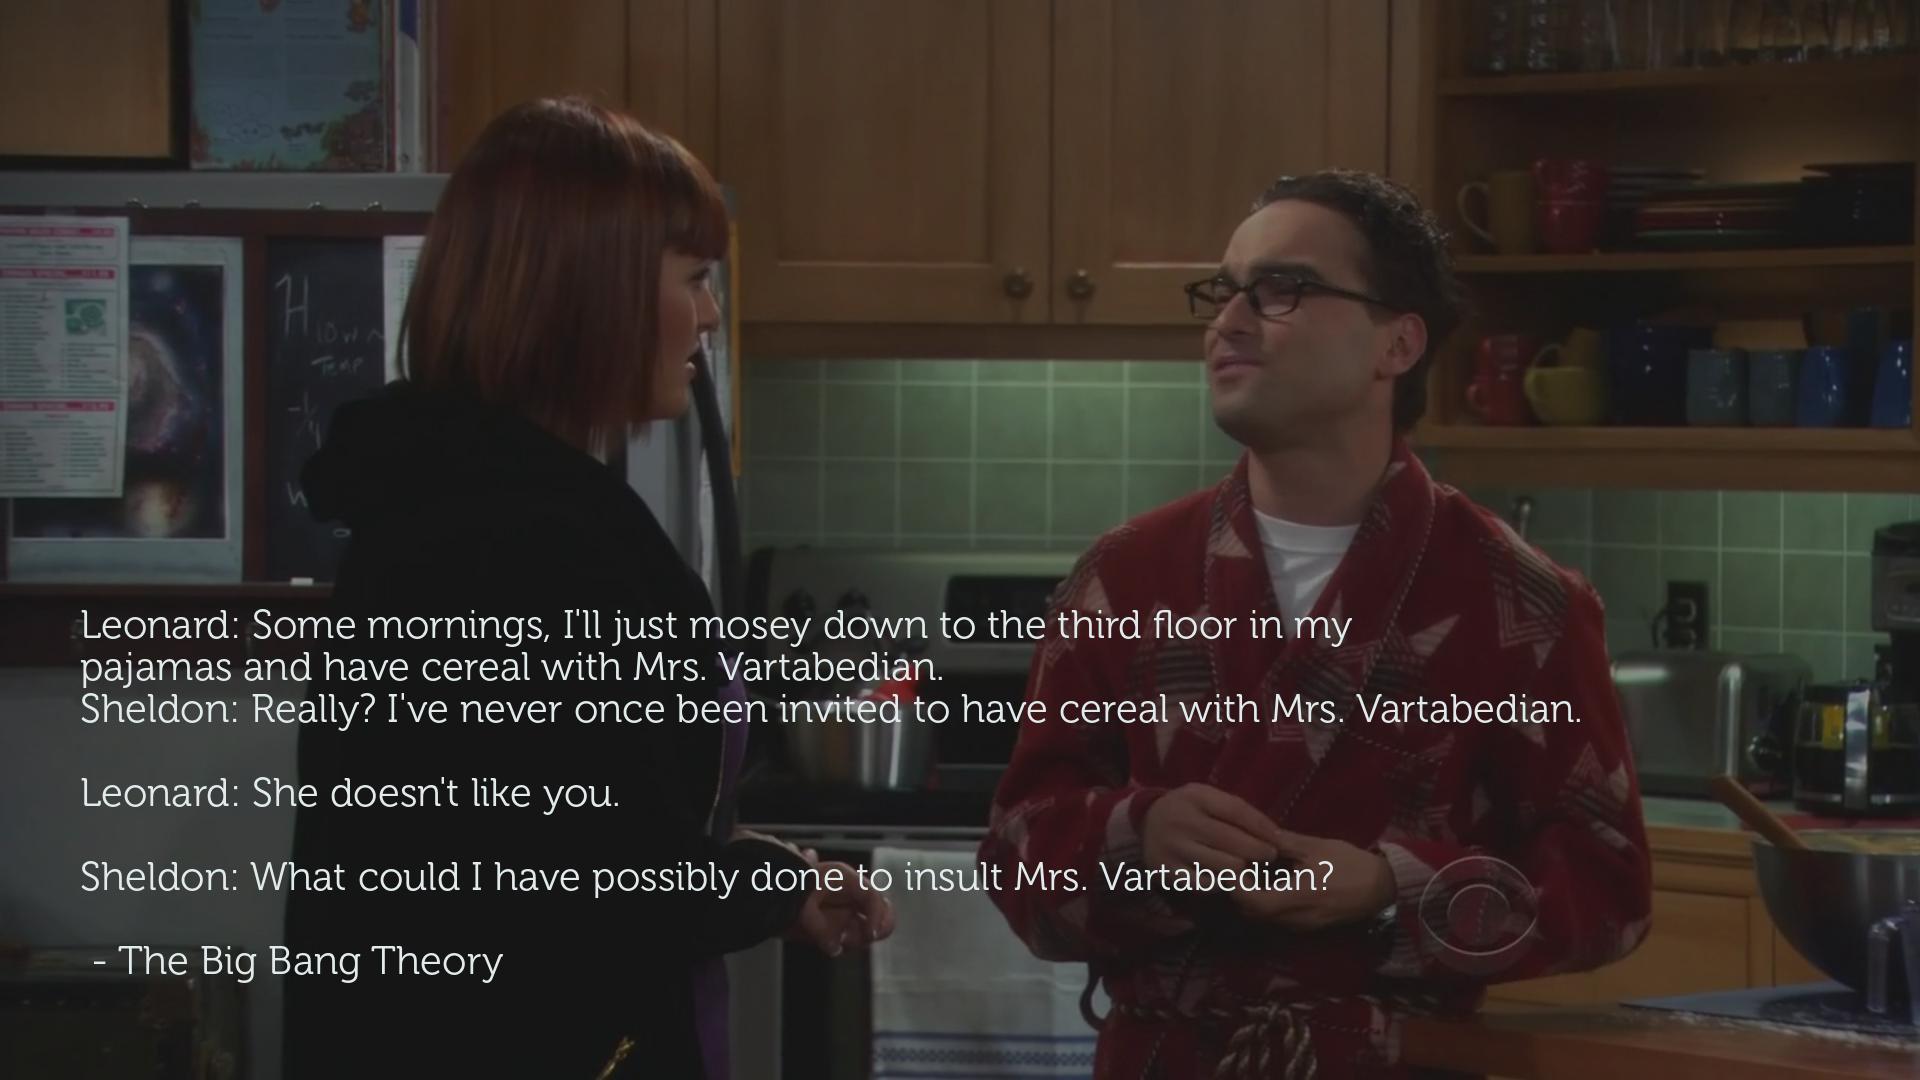 H
Temp
Leonard: Some mornings, I'll just mosey down to the third floor in my
pajamas and have cereal with Mrs. Vartabedian.
Sheldon: Really? I've never once been invited to have cereal with Mrs. Vartabedian.
Leonard: She doesn't like you.
Sheldon: What could I have possibly done to insult Mrs. Vartabedian?
- The Big Bang Theory